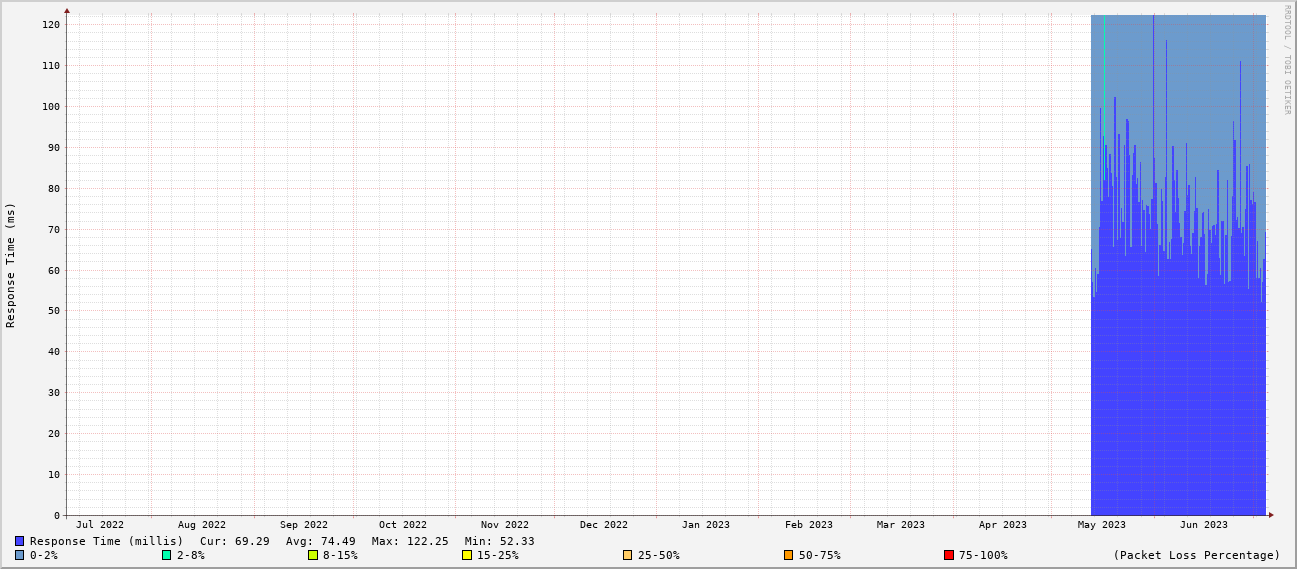 RRDTOOL / TOBI OETIKER
Response Time (ms)
120
110
100
90
80
70
60
50
40
30
20
10
0
Jul 2022 Aug 2022 Sep 2022 Oct 2022 Nov 2022 Dec 2022 Jan 2023 Feb 2023 Mar 2023 Apr 2023 May 2023 Jun 2023
Response Time (millis) Cur: 69.29 Avg: 74.49 Max: 122.25 Min: 52.33
0-2% 2-8% 8-15% 15-25% 25-50% 50-75% 75-100% (Packet Loss Percentage)